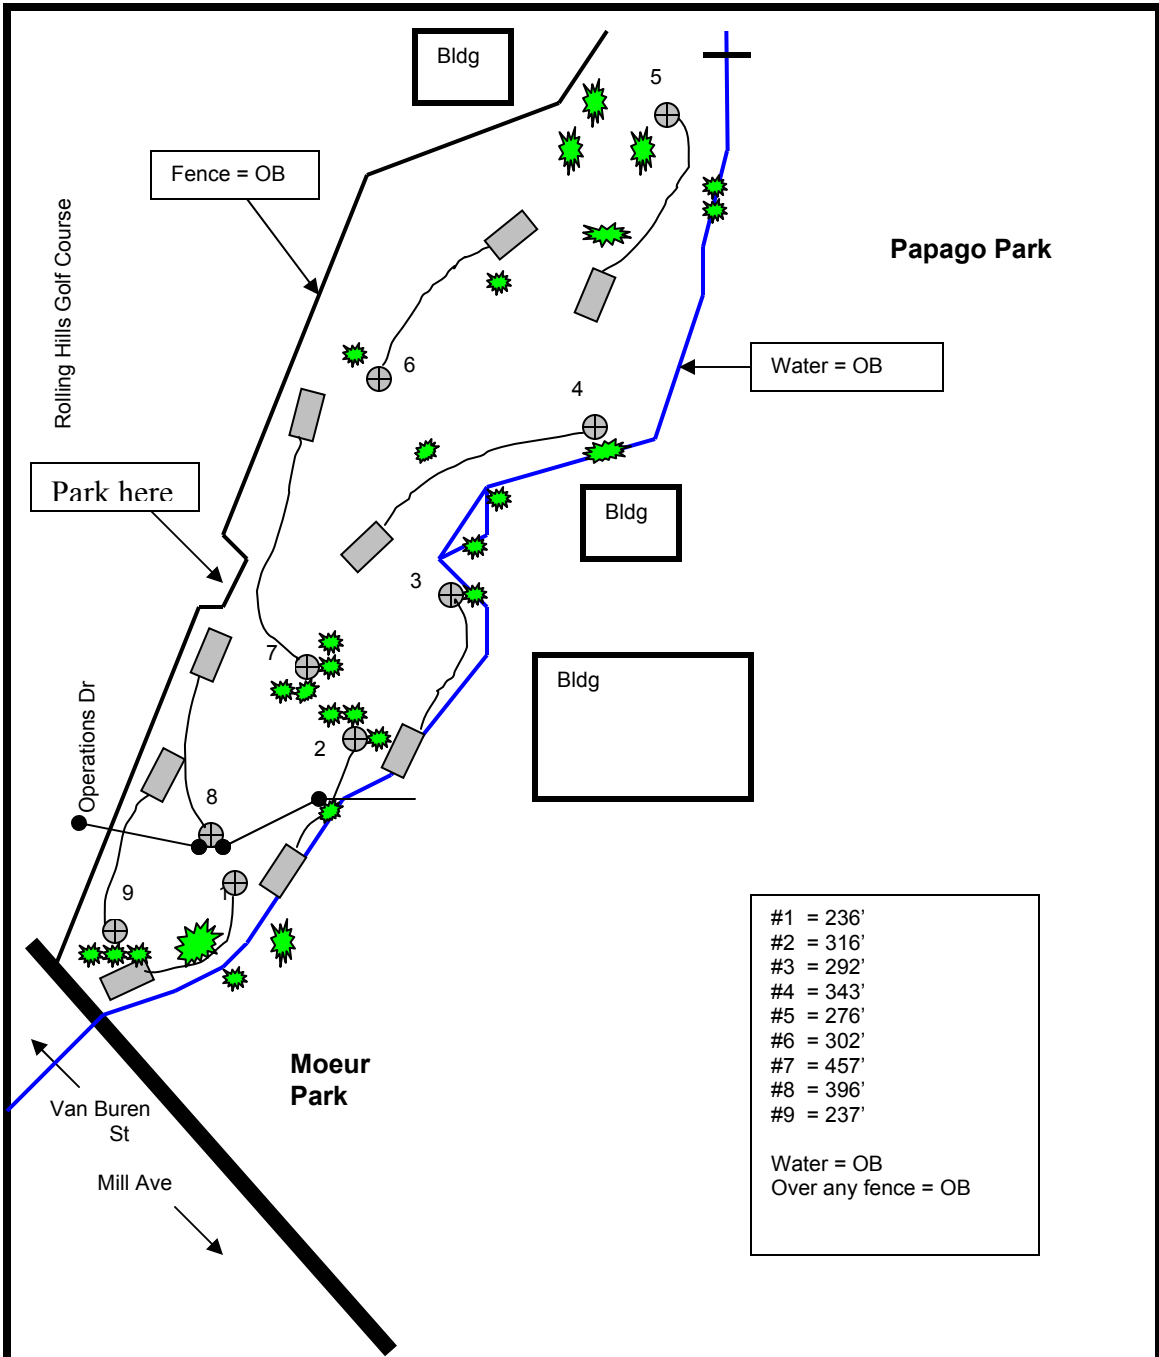 Bldg
5
Fence = OB
Rolling Hills Golf Course
Papago Park
Water = OB
6
4
Park here
Bldg
3
7
Bldg
2
Operations Dr
8
9
1
#1 = 236’
#2 = 316’
#3 = 292’
#4 = 343’
#5 = 276’
#6 = 302’
#7 = 457’
#8 = 396’
#9 = 237’
Water = OB
Over any fence = OB
Moeur
Park
Van Buren
St
Mill Ave